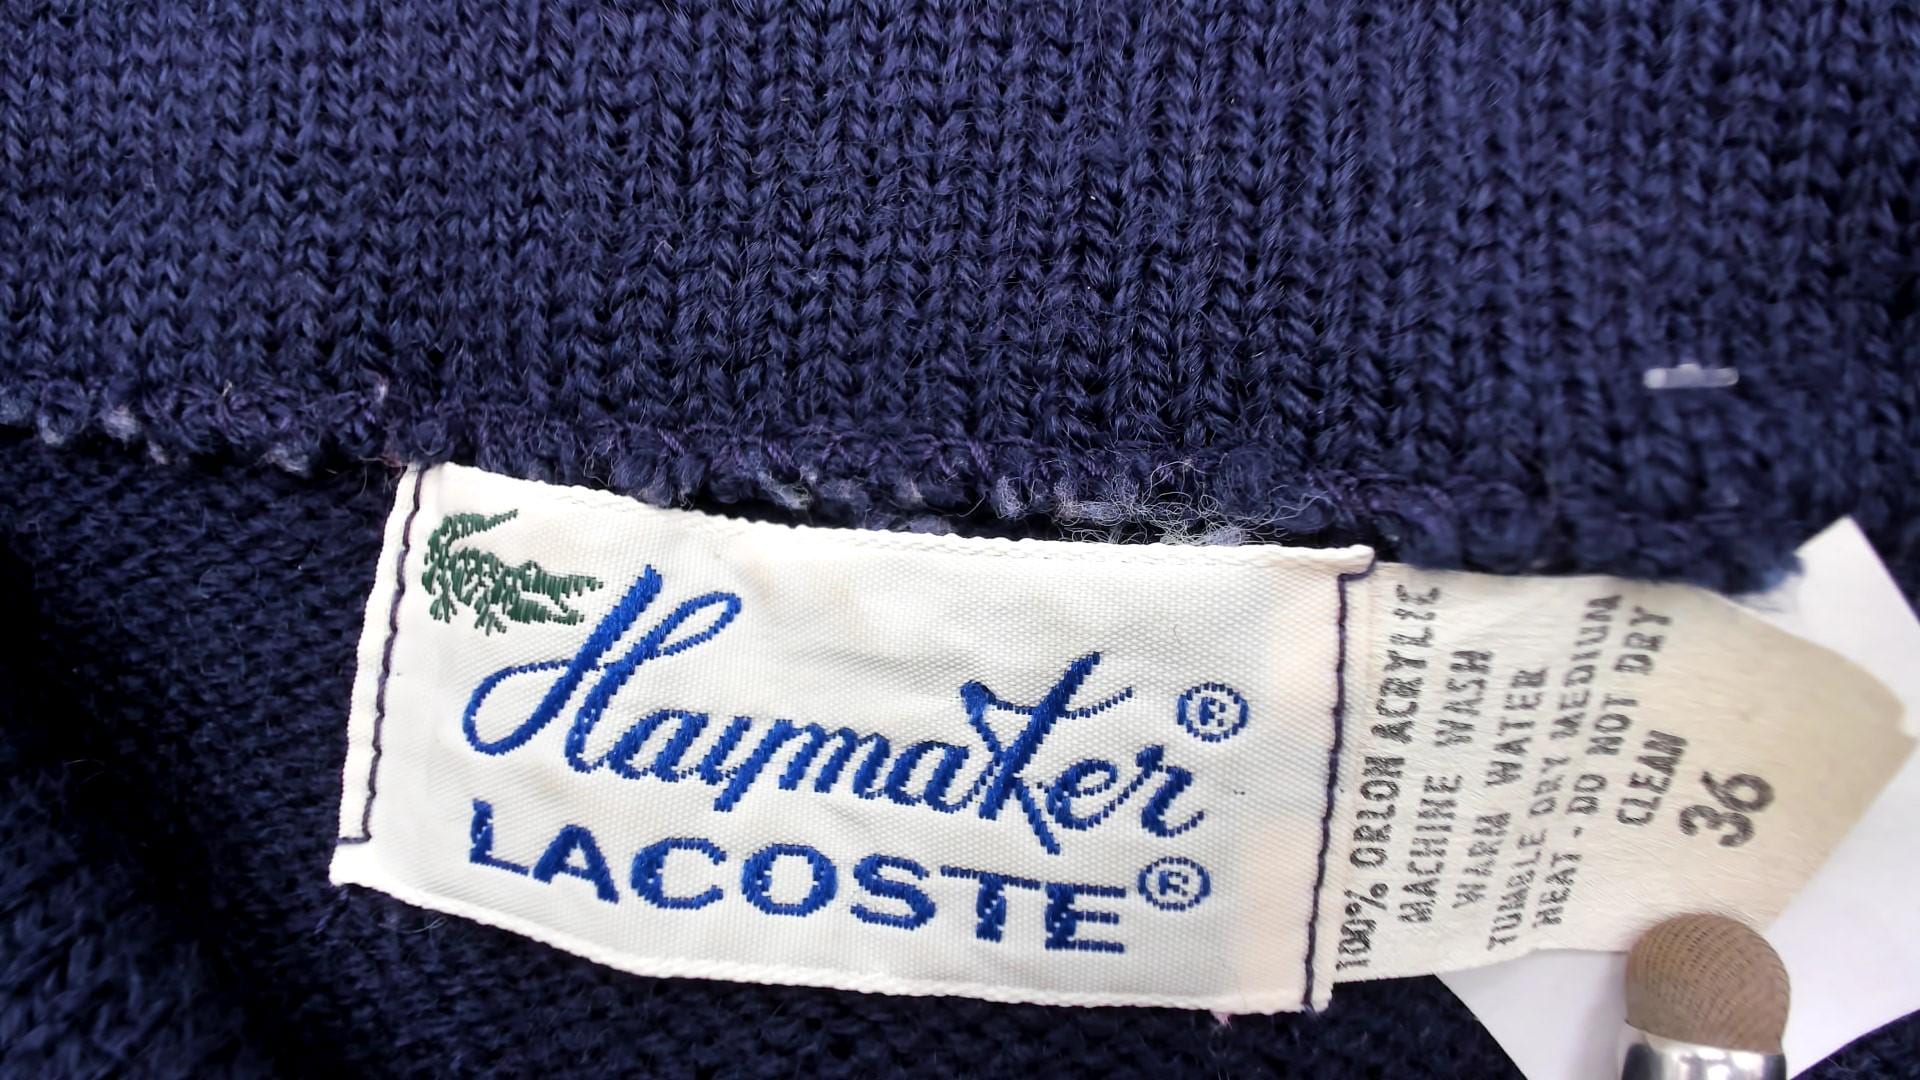 Haymaker®
LACOSTE®
100% ORLON ACRYLIC
MACHINE WASH
WARM WATER
TUMBLE DRY MEDIUM
HEAT - DO NOT DRY
CLEAN
36